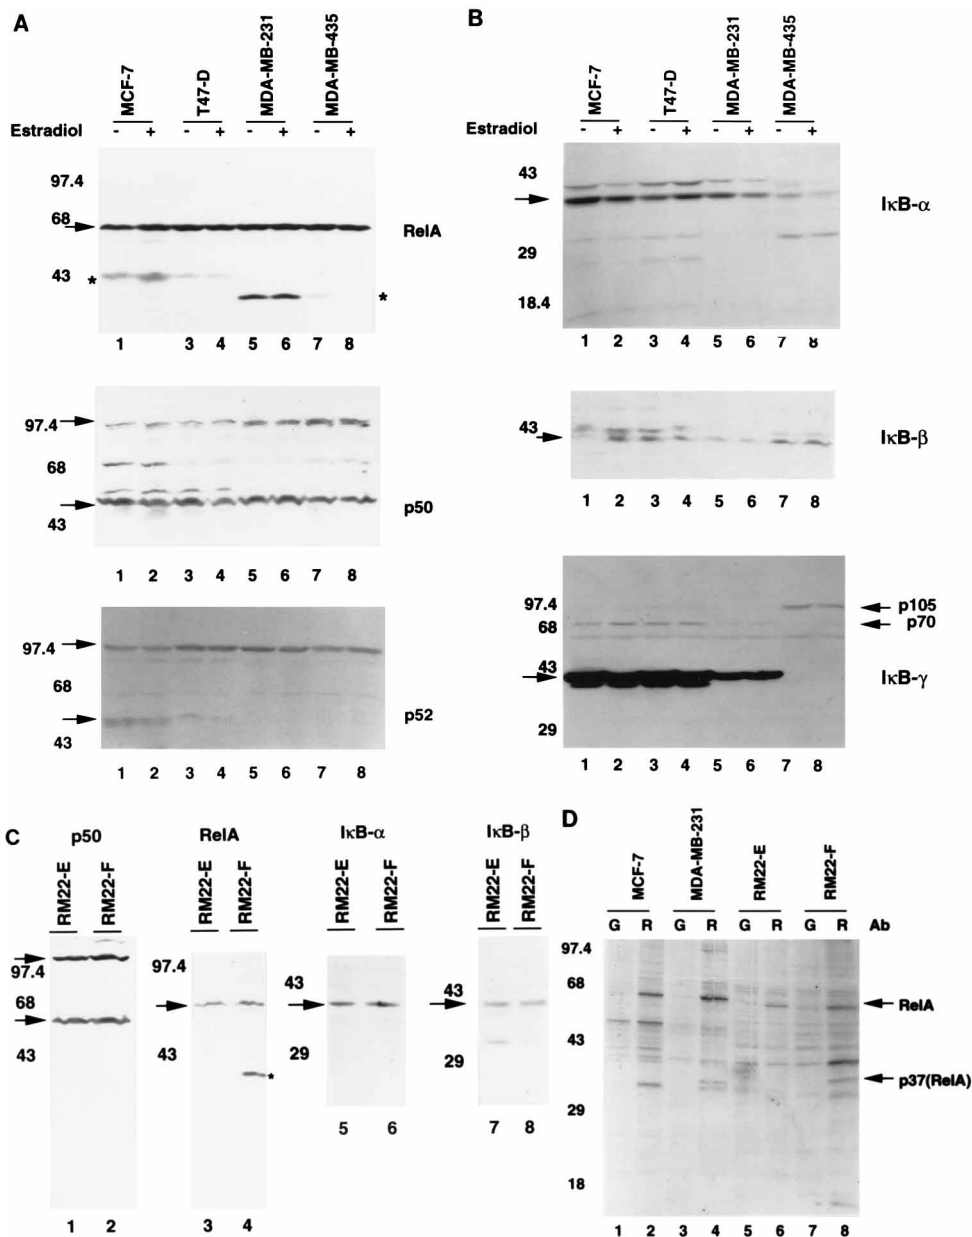 A
MCF-7
T47-D
MDA-MB-231
MDA-MB-435
Estradiol - + - + - + - +
97.4
68
RelA
43
*
*
1 3 4 5 6 7 8
97.4
68
p50
43
1 2 3 4 5 6 7 8
97.4
68
p52
43
1 2 3 4 5 6 7 8
B
MCF-7
T47-D
MDA-MB-231
MDA-MB-435
Estradiol - + - + - + - +
43
IκB-α
29
18.4
1 2 3 4 5 6 7 8
43
IκB-β
1 2 3 4 5 6 7 8
97.4
p105
68
p70
43
IκB-γ
29
1 2 3 4 5 6 7 8
C
p50
RM22-E
RM22-F
97.4
68
43
1 2
RelA
RM22-E
RM22-F
97.4
43
*
3 4
IκB-α
RM22-E
RM22-F
43
29
5 6
IκB-β
RM22-E
RM22-F
43
29
7 8
D
MCF-7
MDA-MB-231
RM22-E
RM22-F
G R G R G R G R Ab
97.4
68
RelA
43
p37(RelA)
29
18
1 2 3 4 5 6 7 8